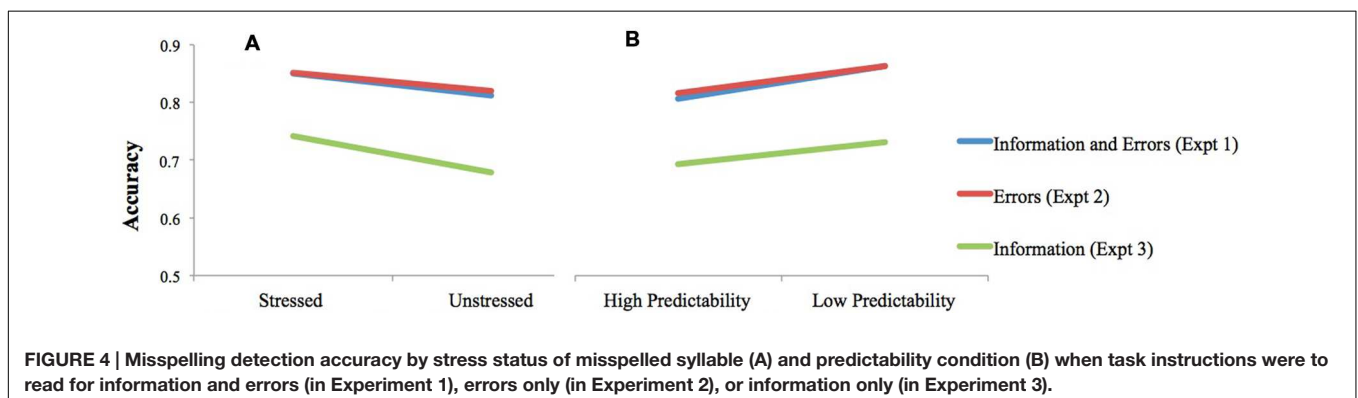 A
B
0.9
0.8
0.7
0.6
0.5
Accuracy
Stressed
Unstressed
High Predictability
Low Predictability
Information and Errors (Expt 1)
Errors (Expt 2)
Information (Expt 3)
FIGURE 4 | Misspelling detection accuracy by stress status of misspelled syllable (A) and predictability condition (B) when task instructions were to
read for information and errors (in Experiment 1), errors only (in Experiment 2), or information only (in Experiment 3).